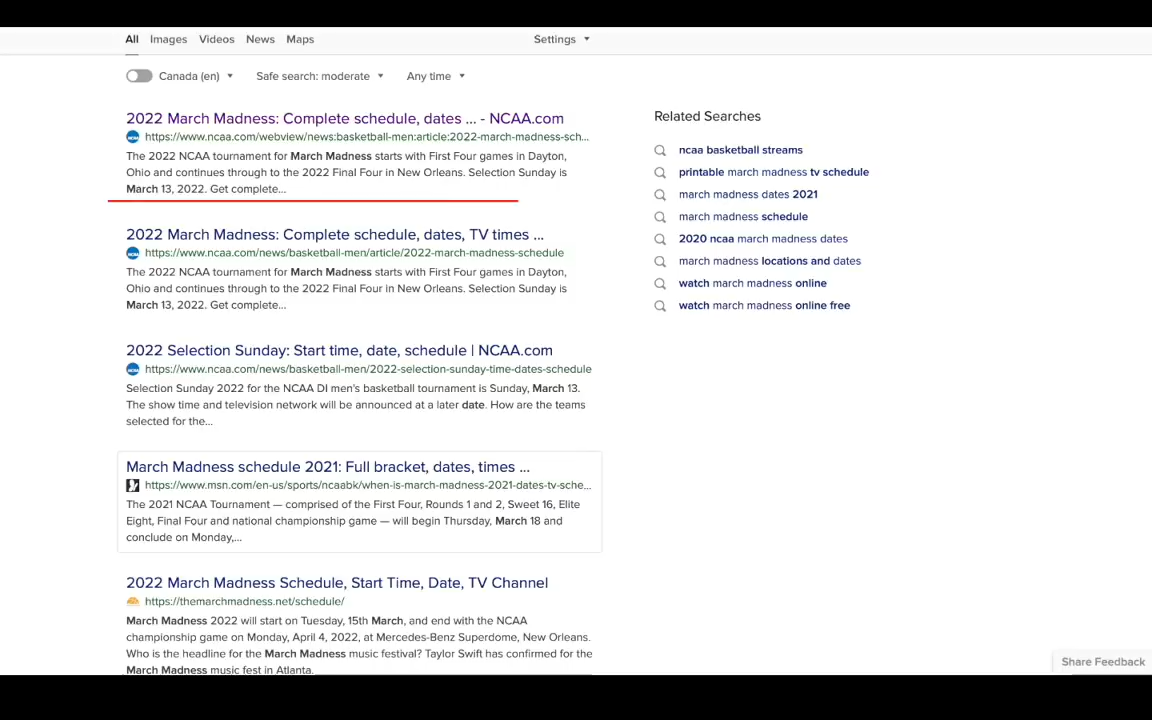 All Images Videos News Maps Settings
Canada (en) Safe search: moderate Any time
2022 March Madness: Complete schedule, dates ... - NCAA.com
https://www.ncaa.com/webview/news:basketball-men:article:2022-march-madness-sch...
The 2022 NCAA tournament for March Madness starts with First Four games in Dayton,
Ohio and continues through to the 2022 Final Four in New Orleans. Selection Sunday is
March 13, 2022. Get complete...
2022 March Madness: Complete schedule, dates, TV times ...
https://www.ncaa.com/news/basketball-men/article/2022-march-madness-schedule
The 2022 NCAA tournament for March Madness starts with First Four games in Dayton,
Ohio and continues through to the 2022 Final Four in New Orleans. Selection Sunday is
March 13, 2022. Get complete...
2022 Selection Sunday: Start time, date, schedule | NCAA.com
https://www.ncaa.com/news/basketball-men/2022-selection-sunday-time-dates-schedule
Selection Sunday 2022 for the NCAA DI men's basketball tournament is Sunday, March 13.
The show time and television network will be announced at a later date. How are the teams
selected for the...
March Madness schedule 2021: Full bracket, dates, times ...
https://www.msn.com/en-us/sports/ncaabk/when-is-march-madness-2021-dates-tv-sche...
The 2021 NCAA Tournament — comprised of the First Four, Rounds 1 and 2, Sweet 16, Elite
Eight, Final Four and national championship game — will begin Thursday, March 18 and
conclude on Monday,...
2022 March Madness Schedule, Start Time, Date, TV Channel
https://themarchmadness.net/schedule/
March Madness 2022 will start on Tuesday, 15th March, and end with the NCAA
championship game on Monday, April 4, 2022, at Mercedes-Benz Superdome, New Orleans.
Who is the headline for the March Madness music festival? Taylor Swift has confirmed for the
March Madness music fest in Atlanta.
Related Searches
ncaa basketball streams
printable march madness tv schedule
march madness dates 2021
march madness schedule
2020 ncaa march madness dates
march madness locations and dates
watch march madness online
watch march madness online free
Share Feedback